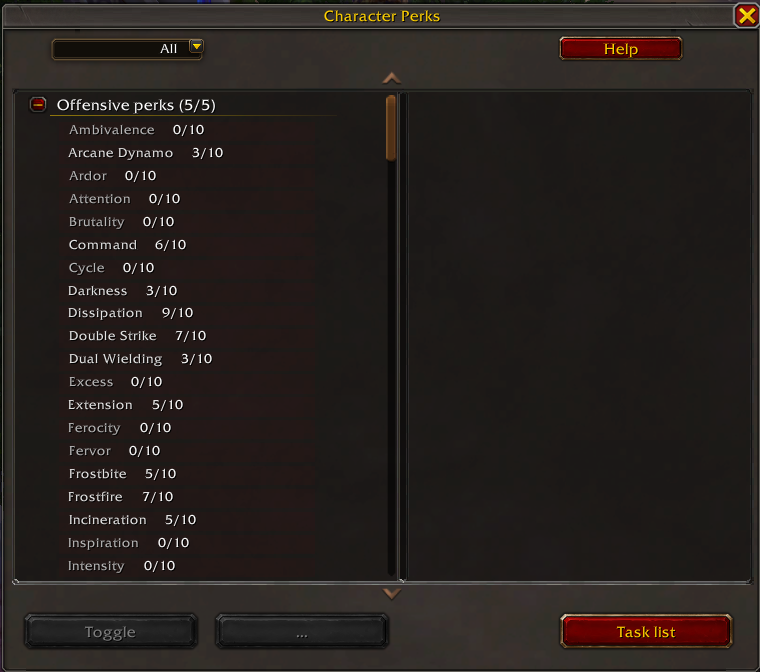 Character Perks
All
Help
Offensive perks (5/5)
Ambivalence 0/10
Arcane Dynamo 3/10
Ardor 0/10
Attention 0/10
Brutality 0/10
Command 6/10
Cycle 0/10
Darkness 3/10
Dissipation 9/10
Double Strike 7/10
Dual Wielding 3/10
Excess 0/10
Extension 5/10
Ferocity 0/10
Fervor 0/10
Frostbite 5/10
Frostfire 7/10
Incineration 5/10
Inspiration 0/10
Intensity 0/10
Toggle
...
Task list